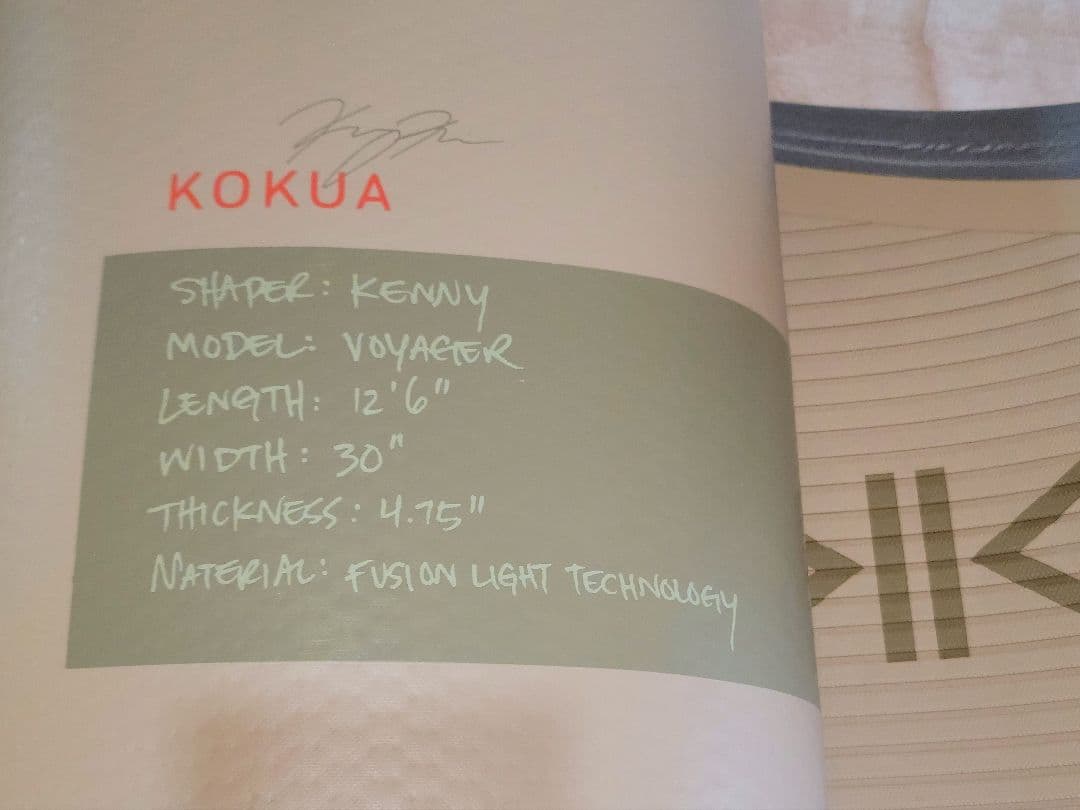 KOKUA
SHAPER: KENNY
MODEL: VOYAGER
LENGTH: 12'6"
WIDTH: 30"
THICKNESS: 4.75"
MATERIAL: FUSION LIGHT TECHNOLOGY